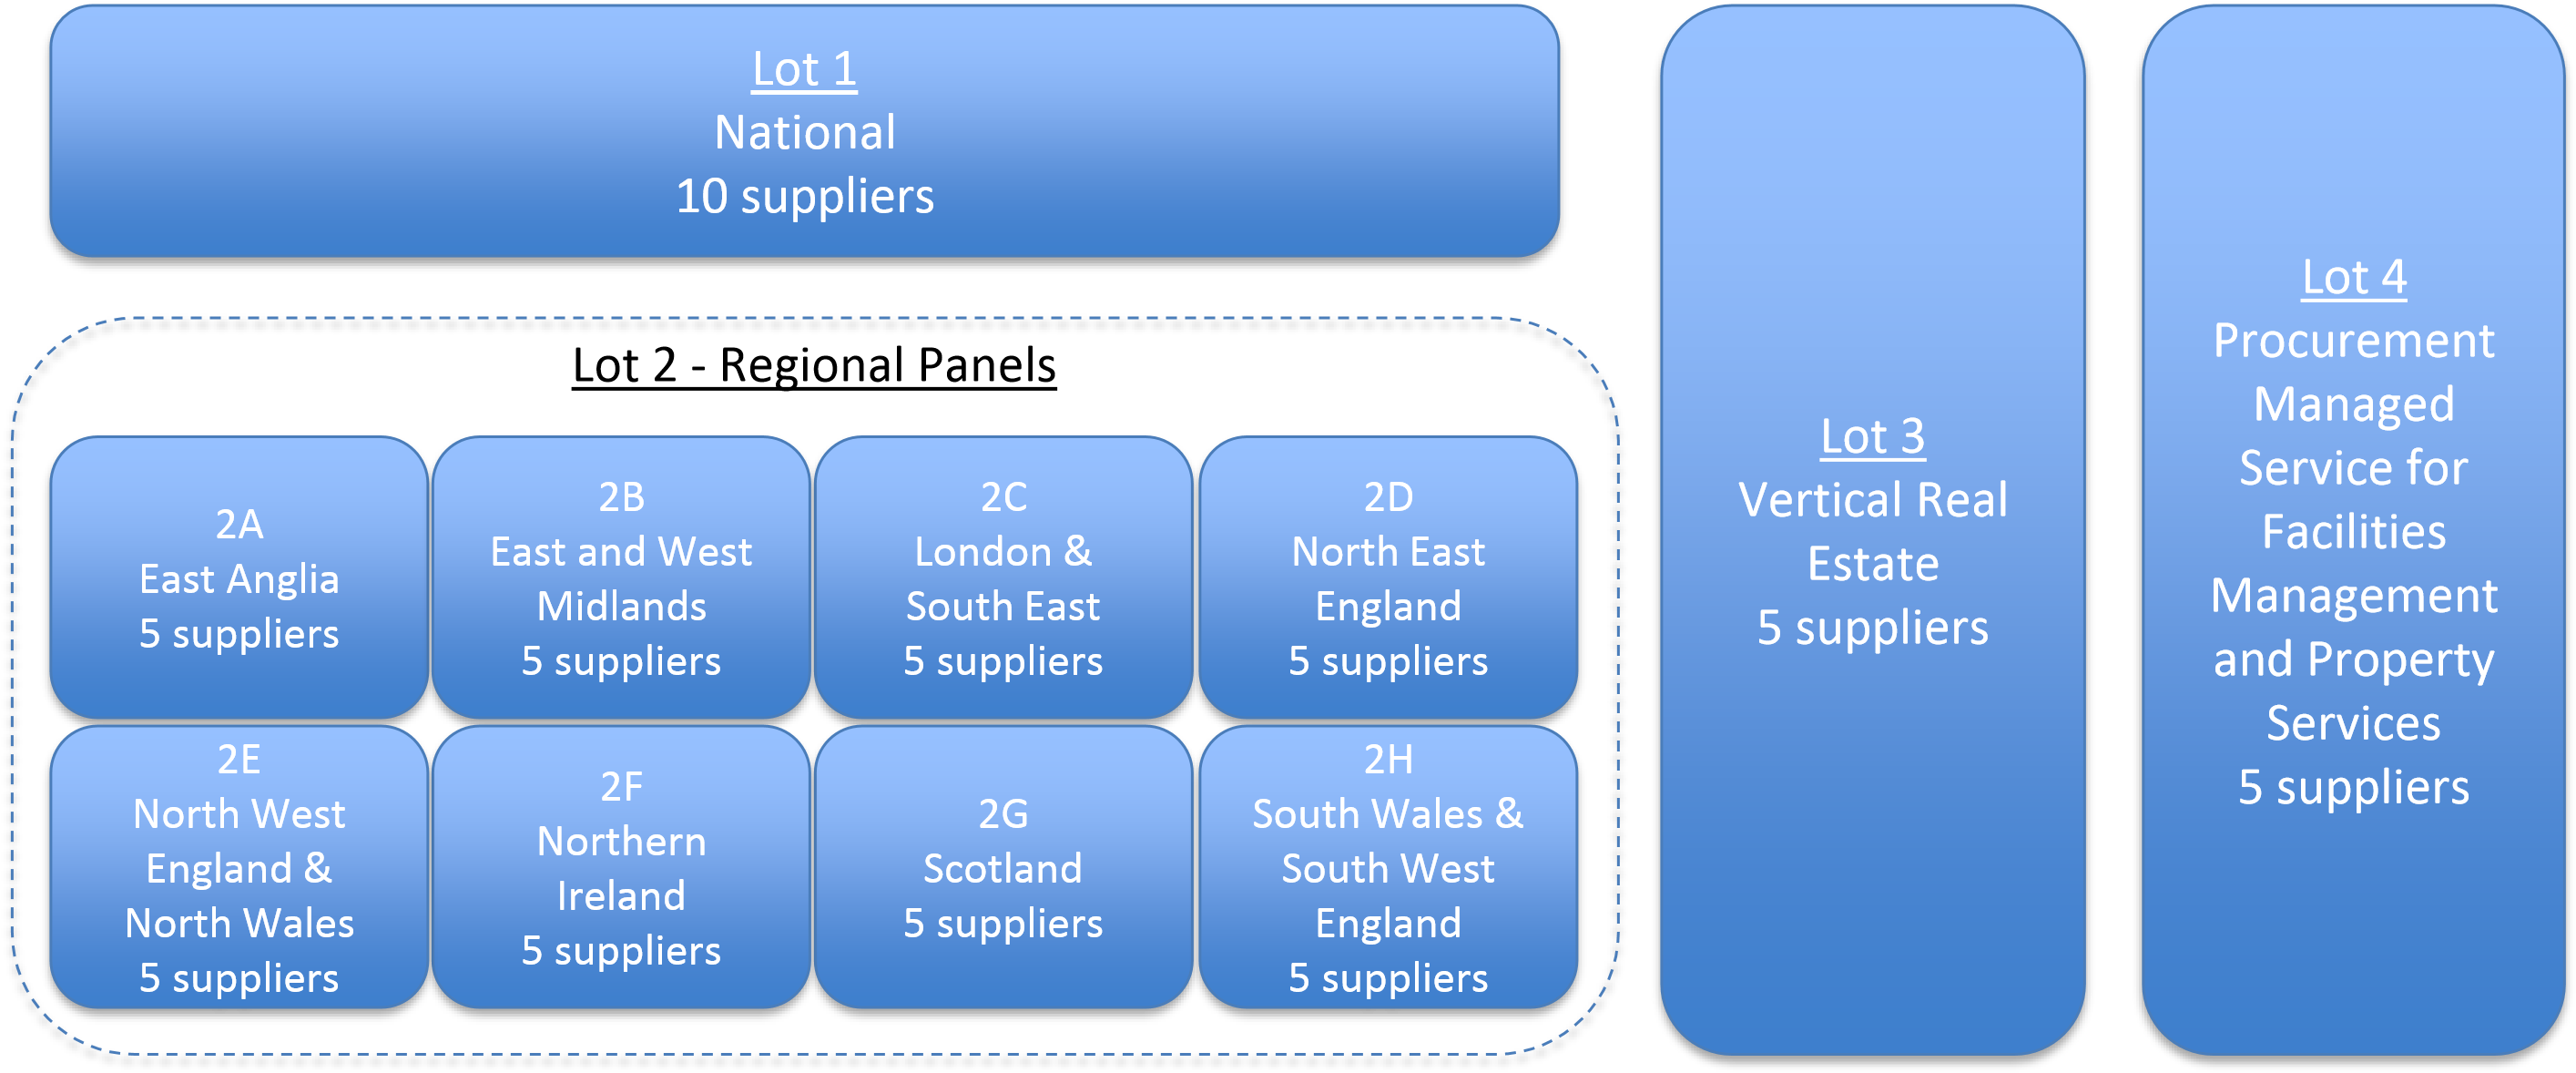 Lot 1
National
10 suppliers
Lot 2 - Regional Panels
2A
East Anglia
5 suppliers
2B
East and West
Midlands
5 suppliers
2C
London &
South East
5 suppliers
2D
North East
England
5 suppliers
2E
North West
England &
North Wales
5 suppliers
2F
Northern
Ireland
5 suppliers
2G
Scotland
5 suppliers
2H
South Wales &
South West
England
5 suppliers
Lot 3
Vertical Real
Estate
5 suppliers
Lot 4
Procurement
Managed
Service for
Facilities
Management
and Property
Services
5 suppliers